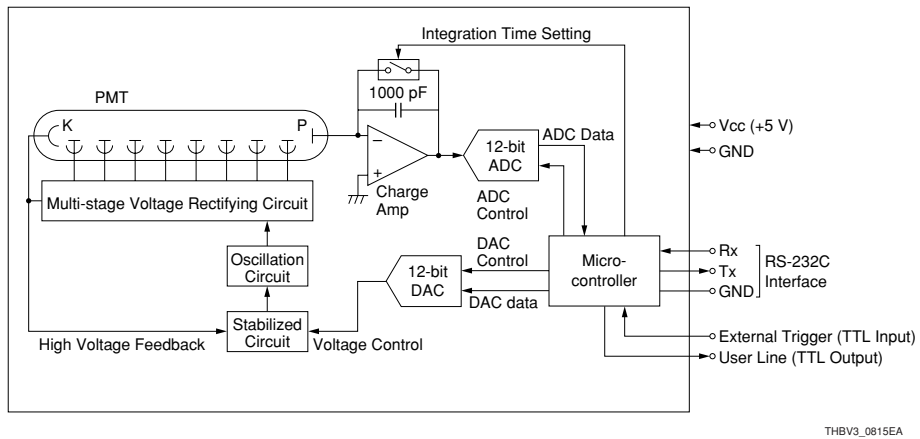 Integration Time Setting
1000 pF
PMT
K
P
−
+
Charge
Amp
12-bit
ADC
ADC Data
ADC
Control
Vcc (+5 V)
GND
Multi-stage Voltage Rectifying Circuit
Oscillation
Circuit
Stabilized
Circuit
High Voltage Feedback
Voltage Control
12-bit
DAC
DAC
Control
DAC data
Micro-
controller
Rx
Tx
GND
RS-232C
Interface
External Trigger (TTL Input)
User Line (TTL Output)
THBV3_0815EA